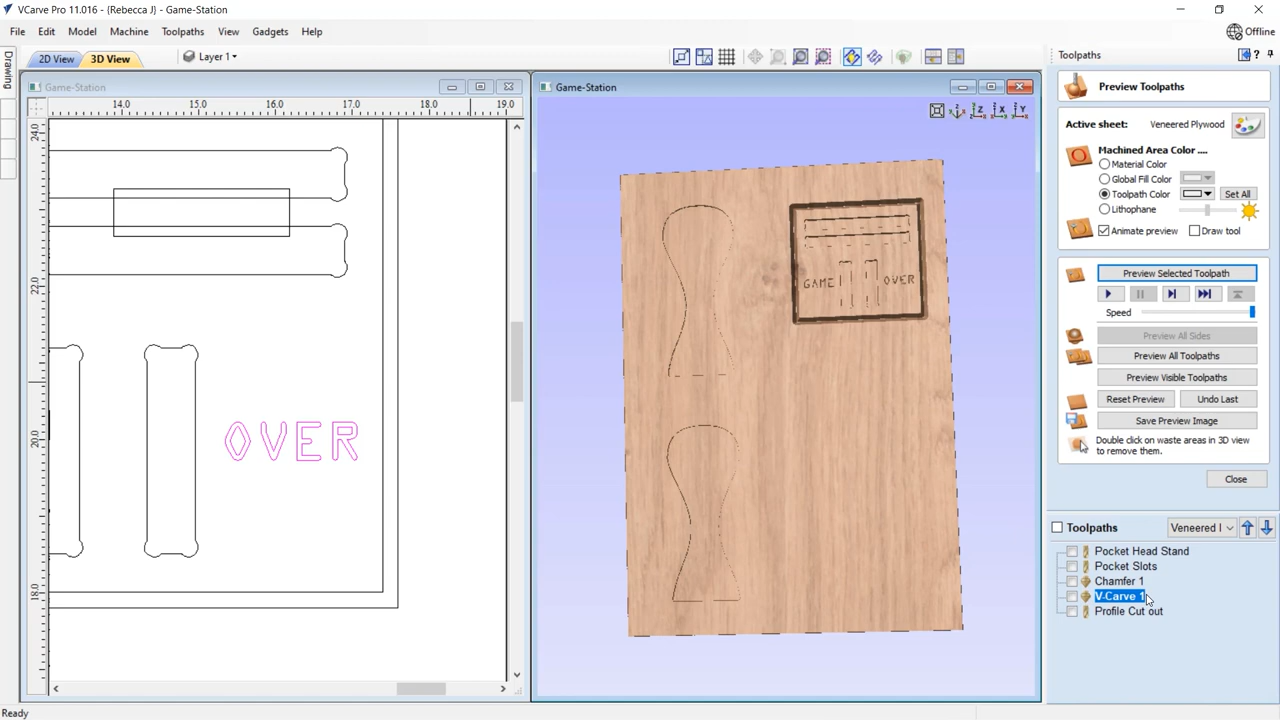 VCarve Pro 11.016 - {Rebecca J} - Game-Station
File Edit Model Machine Toolpaths View Gadgets Help
Offline
2D View 3D View Layer 1
Toolpaths
Drawing
Game-Station
Game-Station
14.0 15.0 16.0 17.0 18.0 19.0
24.0
22.0
20.0
18.0
OVER
GAME OVER
Preview Toolpaths
Active sheet: Veneered Plywood
Machined Area Color ....
Material Color
Global Fill Color
Toolpath Color Set All
Lithophane
Animate preview Draw tool
Preview Selected Toolpath
Speed
Preview All Sides
Preview All Toolpaths
Preview Visible Toolpaths
Reset Preview Undo Last
Save Preview Image
Double click on waste areas in 3D view
to remove them.
Close
Toolpaths Veneered
Pocket Head Stand
Pocket Slots
Chamfer 1
V-Carve 1
Profile Cut out
Ready